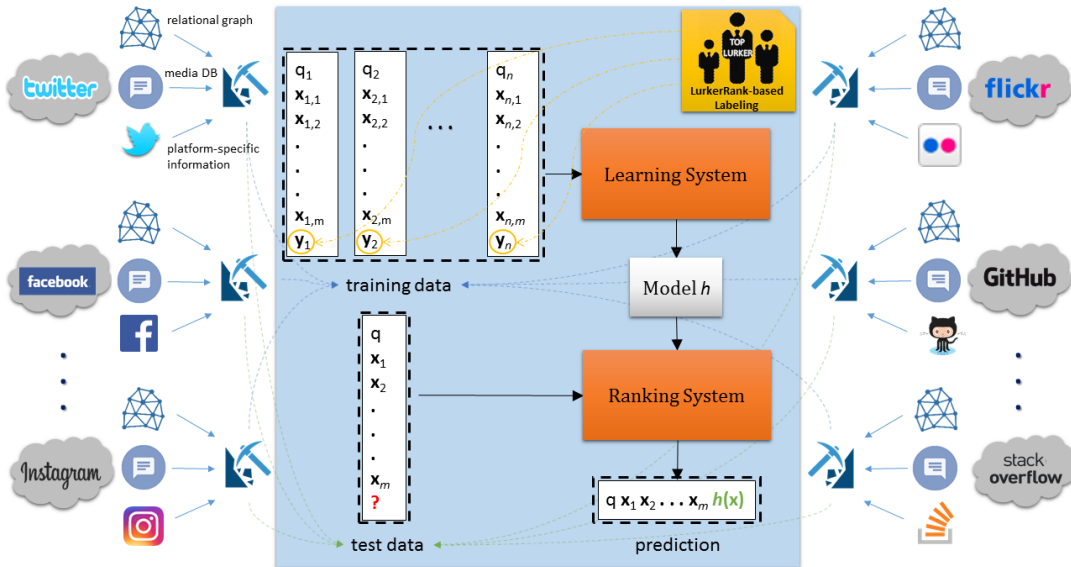 relational graph
media DB
platform-specific
information
twitter
facebook
Instagram
q1
x1,1
x1,2
.
.
.
x1,m
y1
q2
x2,1
x2,2
.
.
.
x2,m
y2
...
qn
xn,1
xn,2
.
.
.
xn,m
yn
training data
TOP
LURKER
LurkerRank-based
Labeling
Learning System
Model h
Ranking System
q
x1
x2
.
.
.
xm
?
test data
q x1 x2 . . . xm h(x)
prediction
flickr
GitHub
stack
overflow